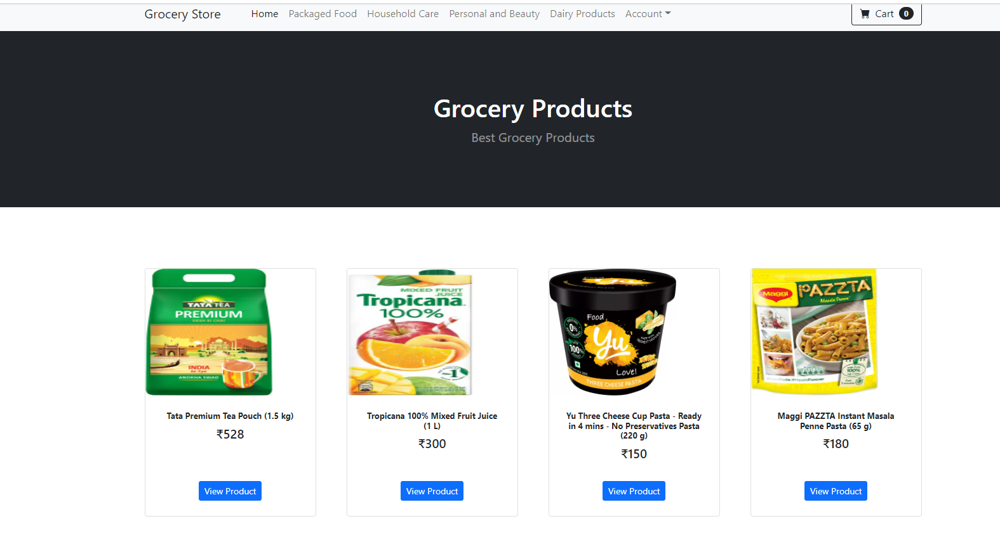 Grocery Store
Home
Packaged Food
Household Care
Personal and Beauty
Dairy Products
Account
Cart 0
Grocery Products
Best Grocery Products
TATA TEA
PREMIUM
DESH KI CHAI
INDIA
ANOKHA SWAD
MIXED FRUIT
JUICE
Tropicana
100%
1
Food
Yu
0%
100%
Love!
THREE CHEESE PASTA
Maggi
PAZZTA
Masala Penne
100%
Tata Premium Tea Pouch (1.5 kg)
₹528
View Product
Tropicana 100% Mixed Fruit Juice
(1 L)
₹300
View Product
Yu Three Cheese Cup Pasta - Ready
in 4 mins - No Preservatives Pasta
(220 g)
₹150
View Product
Maggi PAZZTA Instant Masala
Penne Pasta (65 g)
₹180
View Product